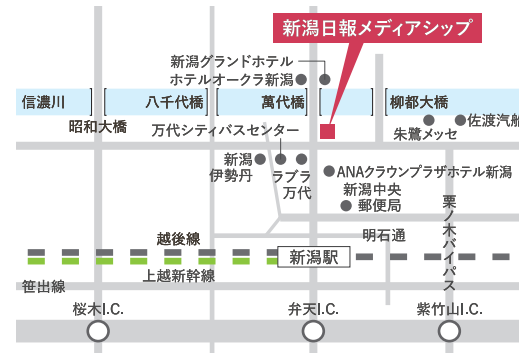 新潟日報メディアシップ
新潟グランドホテル
ホテルオークラ新潟
信濃川
八千代橋
萬代橋
柳都大橋
昭和大橋
万代シティバスセンター
朱鷺メッセ
佐渡汽船
新潟
伊勢丹
ラブラ
万代
ANAクラウンプラザホテル新潟
新潟中央
郵便局
栗ノ木バイパス
越後線
明石通
新潟駅
上越新幹線
笹出線
桜木I.C.
弁天I.C.
紫竹山I.C.